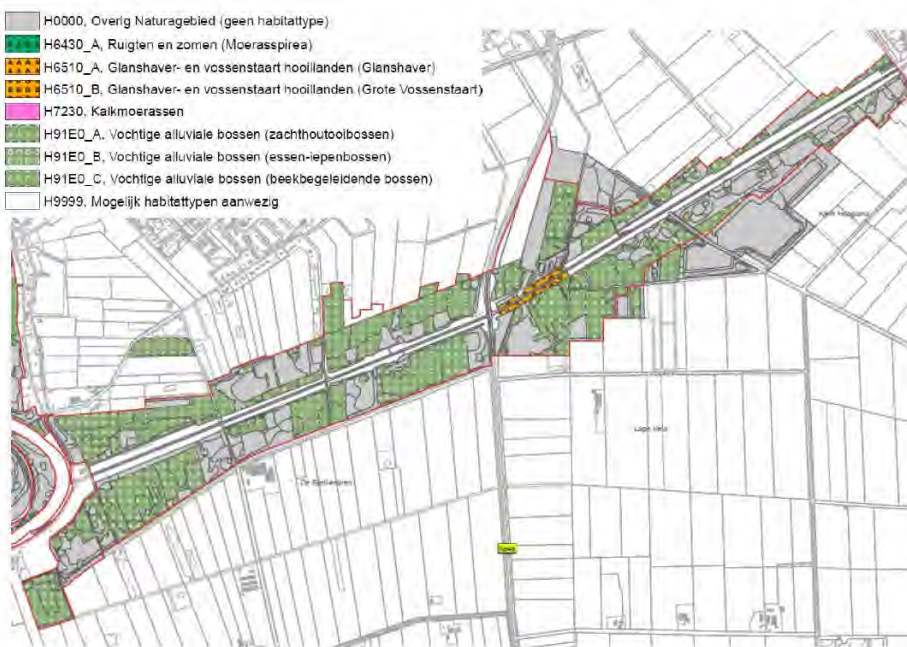 H0000, Overig Naturagebied (geen habitattype)
H6430_A, Ruigten en zomen (Moerasspirea)
H6510_A, Glanshaver- en vossenstaart hooilanden (Glanshaver)
H6510_B, Glanshaver- en vossenstaart hooilanden (Grote Vossenstaart)
H7230, Kalkmoerassen
H91E0_A, Vochtige alluviale bossen (zachthoutooibossen)
H91E0_B, Vochtige alluviale bossen (essen-iepenbossen)
H91E0_C, Vochtige alluviale bossen (beekbegeleidende bossen)
H9999, Mogelijk habitattypen aanwezig